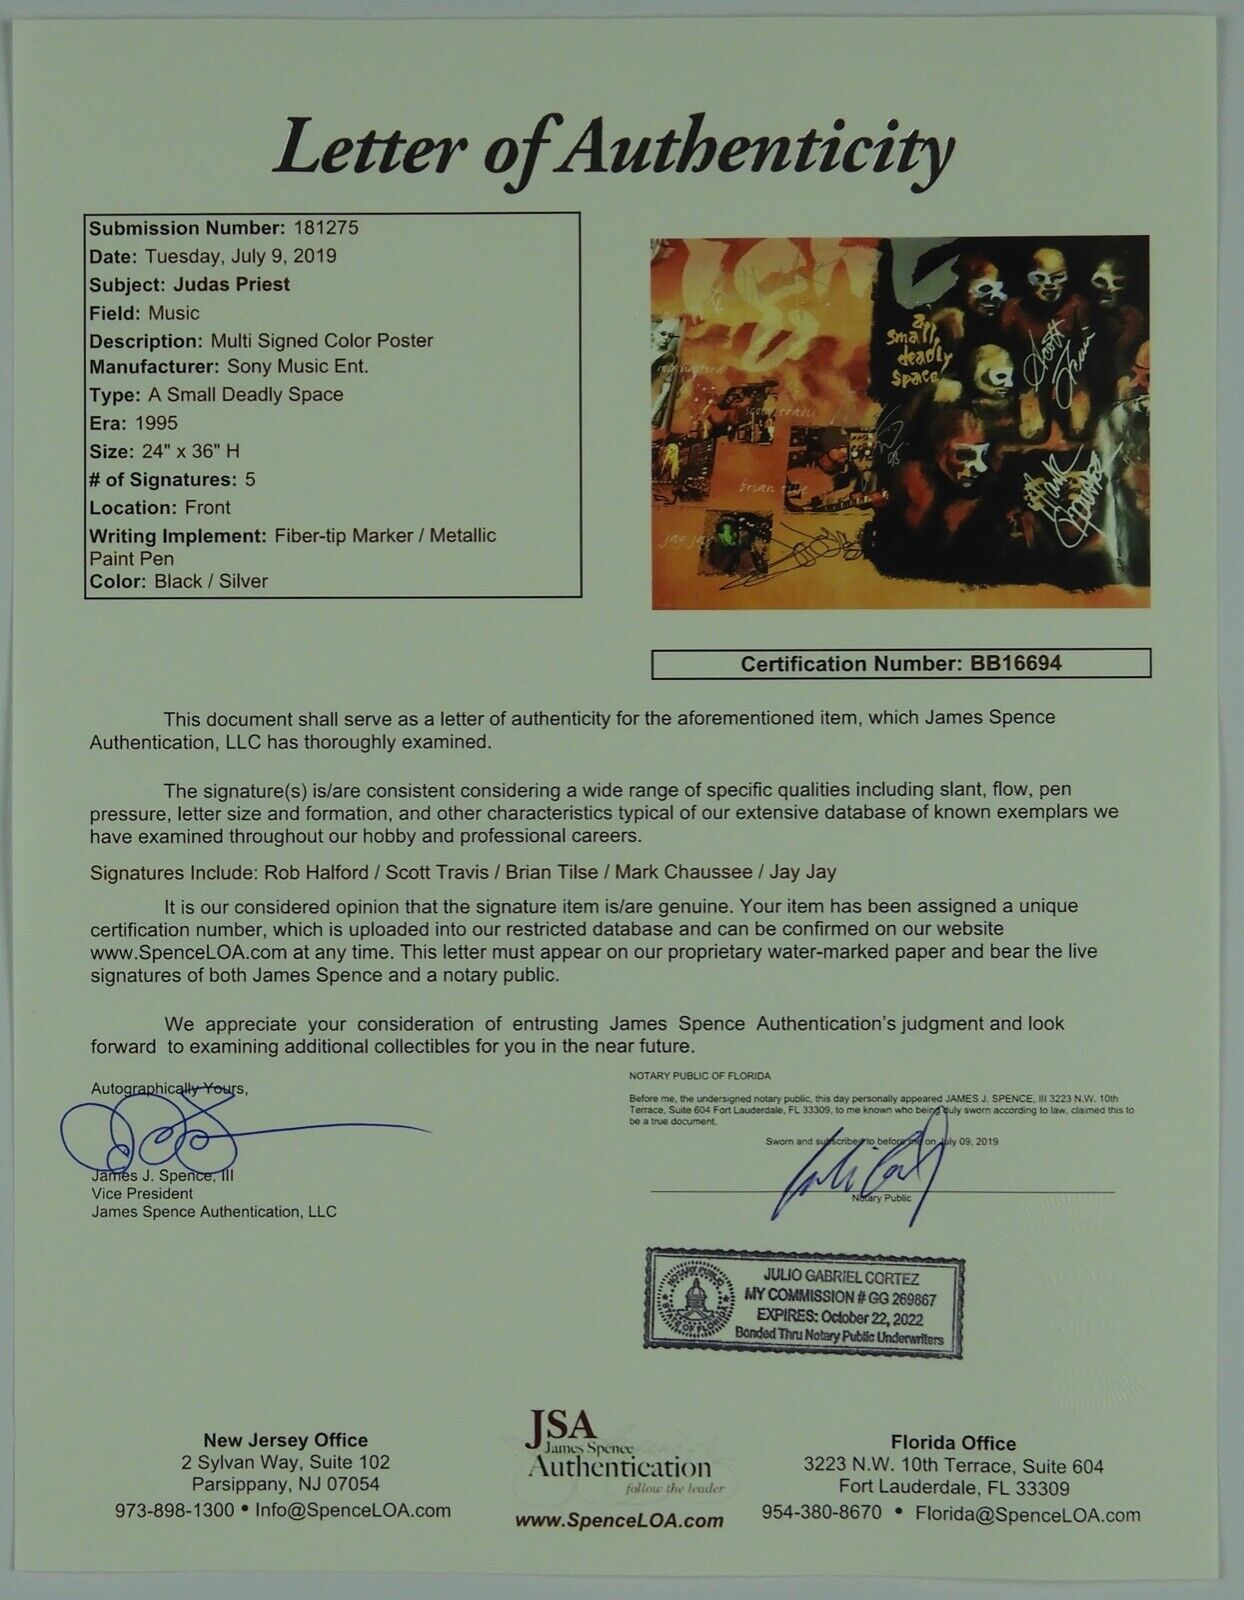 Letter of Authenticity
Submission Number: 181275
Date: Tuesday, July 9, 2019
Subject: Judas Priest
Field: Music
Description: Multi Signed Color Poster
Manufacturer: Sony Music Ent.
Type: A Small Deadly Space
Era: 1995
Size: 24" x 36" H
# of Signatures: 5
Location: Front
Writing Implement: Fiber-tip Marker / Metallic
Paint Pen
Color: Black / Silver
a
small,
deadly
space
Scott
Travis
scott travis
brian tilse
jay jay
Mark
Certification Number: BB16694
This document shall serve as a letter of authenticity for the aforementioned item, which James Spence
Authentication, LLC has thoroughly examined.
The signature(s) is/are consistent considering a wide range of specific qualities including slant, flow, pen
pressure, letter size and formation, and other characteristics typical of our extensive database of known exemplars we
have examined throughout our hobby and professional careers.
Signatures Include: Rob Halford / Scott Travis / Brian Tilse / Mark Chaussee / Jay Jay
It is our considered opinion that the signature item is/are genuine. Your item has been assigned a unique
certification number, which is uploaded into our restricted database and can be confirmed on our website
www.SpenceLOA.com at any time. This letter must appear on our proprietary water-marked paper and bear the live
signatures of both James Spence and a notary public.
We appreciate your consideration of entrusting James Spence Authentication's judgment and look
forward to examining additional collectibles for you in the near future.
Autographically Yours,
James J. Spence, III
Vice President
James Spence Authentication, LLC
NOTARY PUBLIC OF FLORIDA
Before me, the undersigned notary public, this day personally appeared JAMES J. SPENCE, III 3223 N.W. 10th
Terrace, Suite 604 Fort Lauderdale, FL 33309, to me known who being duly sworn according to law, claimed this to
be a true document.
Sworn and subscribed to before me on July 09, 2019
Notary Public
NOTARY PUBLIC
STATE OF FLORIDA
JULIO GABRIEL CORTEZ
MY COMMISSION # GG 269867
EXPIRES: October 22, 2022
Bonded Thru Notary Public Underwriters
New Jersey Office
2 Sylvan Way, Suite 102
Parsippany, NJ 07054
973-898-1300 • Info@SpenceLOA.com
JSA
James Spence
Authentication
follow the leader
www.SpenceLOA.com
Florida Office
3223 N.W. 10th Terrace, Suite 604
Fort Lauderdale, FL 33309
954-380-8670 • Florida@SpenceLOA.com